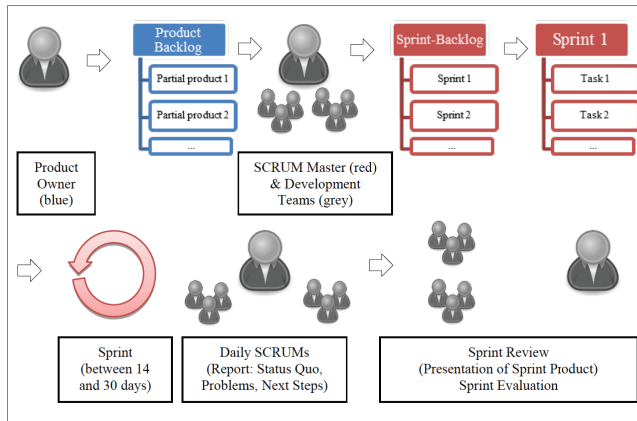 Product
Backlog
Partial product 1
Partial product 2
...
Sprint-Backlog
Sprint 1
Sprint 2
...
Sprint 1
Task 1
Task 2
...
Product
Owner
(blue)
SCRUM Master (red)
& Development
Teams (grey)
Sprint
(between 14
and 30 days)
Daily SCRUMs
(Report: Status Quo,
Problems, Next Steps)
Sprint Review
(Presentation of Sprint Product)
Sprint Evaluation